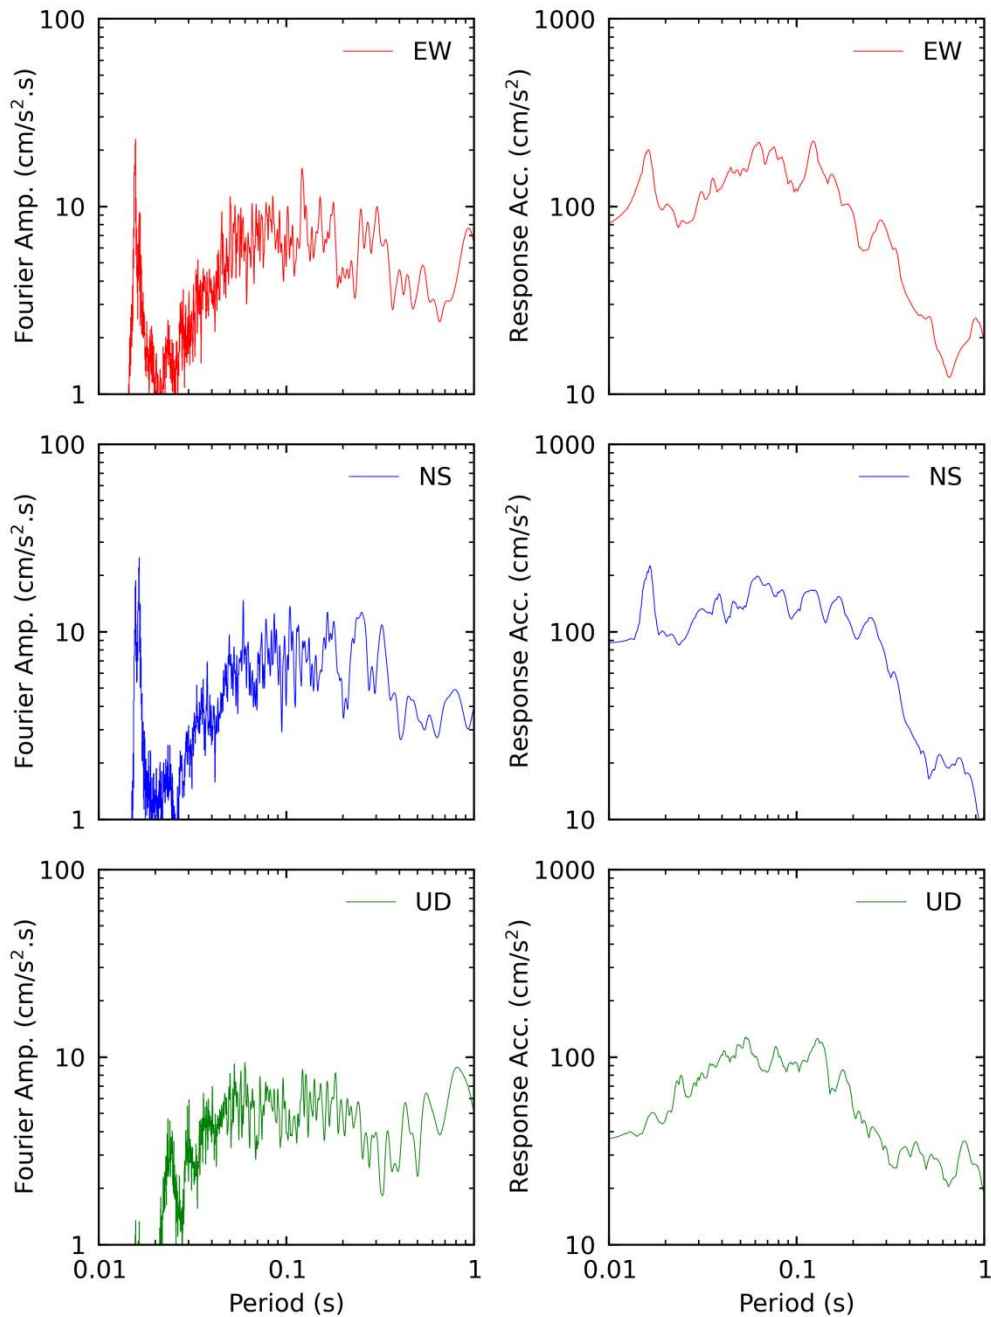 100
10
1
Fourier Amp. (cm/s².s)
EW
1000
100
10
Response Acc. (cm/s²)
EW
100
10
1
Fourier Amp. (cm/s².s)
NS
1000
100
10
Response Acc. (cm/s²)
NS
100
10
1
Fourier Amp. (cm/s².s)
UD
0.01 0.1 1
Period (s)
1000
100
10
Response Acc. (cm/s²)
UD
0.01 0.1 1
Period (s)